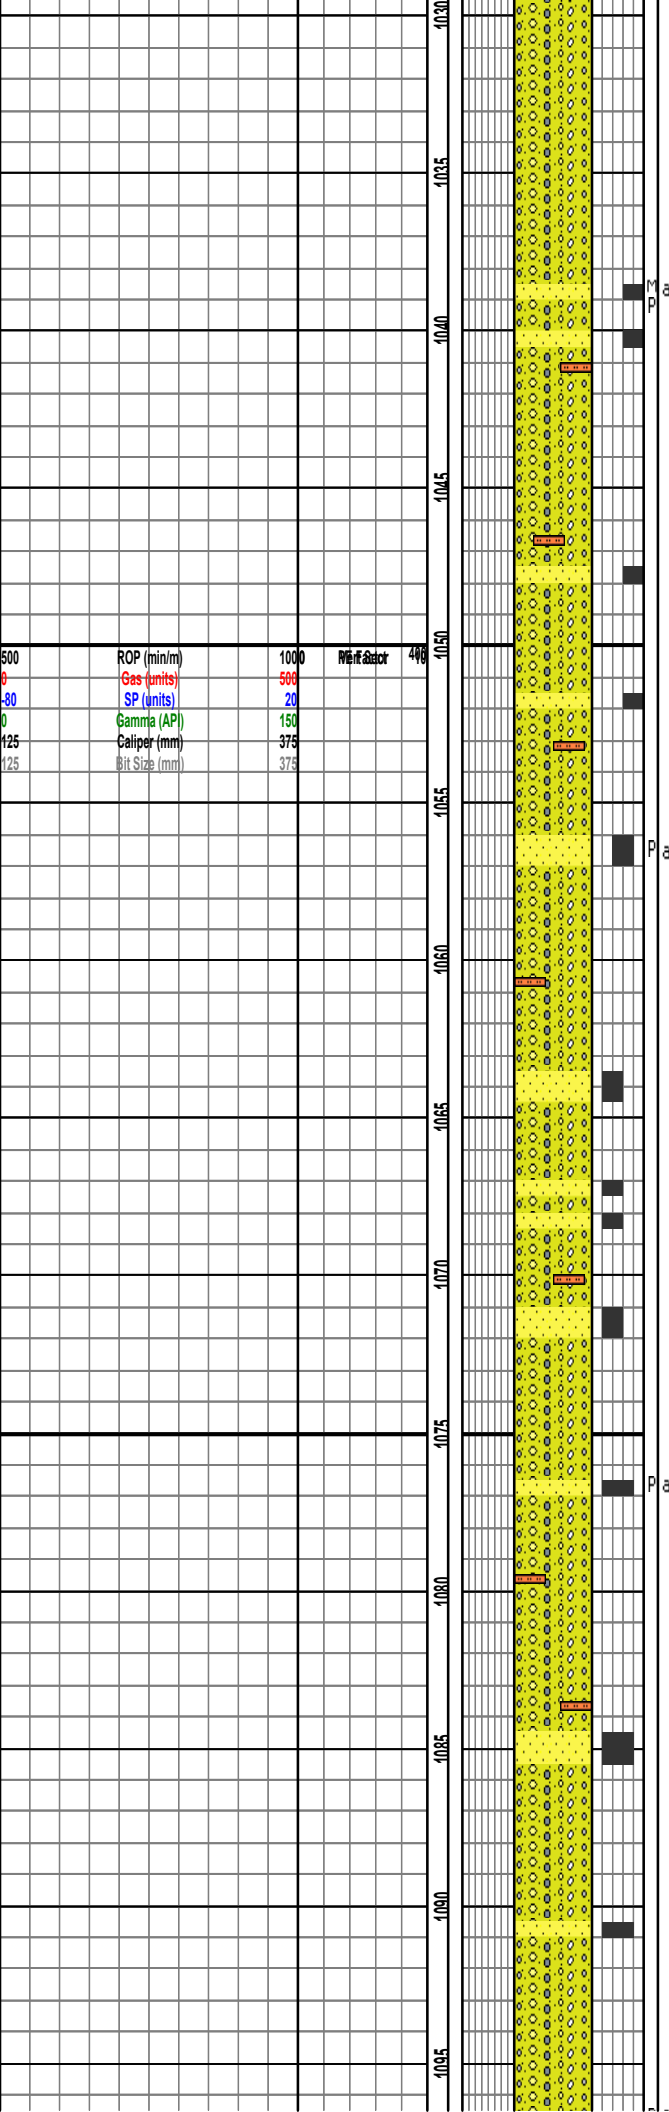 1030
1035
M a
P
1040
1045
1050
500 ROP (min/m) 1000
0 Gas (units) 500
-80 SP (units) 20
0 Gamma (API) 150
125 Caliper (mm) 375
125 Bit Size (mm) 375
1055
P a
1060
1065
1070
1075
P a
1080
1085
1090
1095